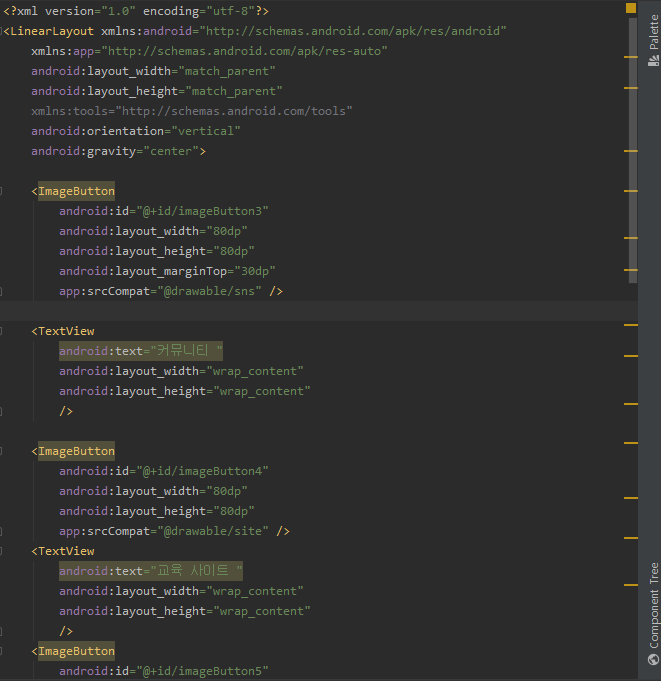 <?xml version="1.0" encoding="utf-8"?>
<LinearLayout xmlns:android="http://schemas.android.com/apk/res/android"
    xmlns:app="http://schemas.android.com/apk/res-auto"
    android:layout_width="match_parent"
    android:layout_height="match_parent"
    xmlns:tools="http://schemas.android.com/tools"
    android:orientation="vertical"
    android:gravity="center">
    <ImageButton
        android:id="@+id/imageButton3"
        android:layout_width="80dp"
        android:layout_height="80dp"
        android:layout_marginTop="30dp"
        app:srcCompat="@drawable/sns" />
    <TextView
        android:text="커뮤니티 "
        android:layout_width="wrap_content"
        android:layout_height="wrap_content"
        />
    <ImageButton
        android:id="@+id/imageButton4"
        android:layout_width="80dp"
        android:layout_height="80dp"
        app:srcCompat="@drawable/site" />
    <TextView
        android:text="교육 사이트 "
        android:layout_width="wrap_content"
        android:layout_height="wrap_content"
        />
    <ImageButton
        android:id="@+id/imageButton5"
Palette
Component Tree